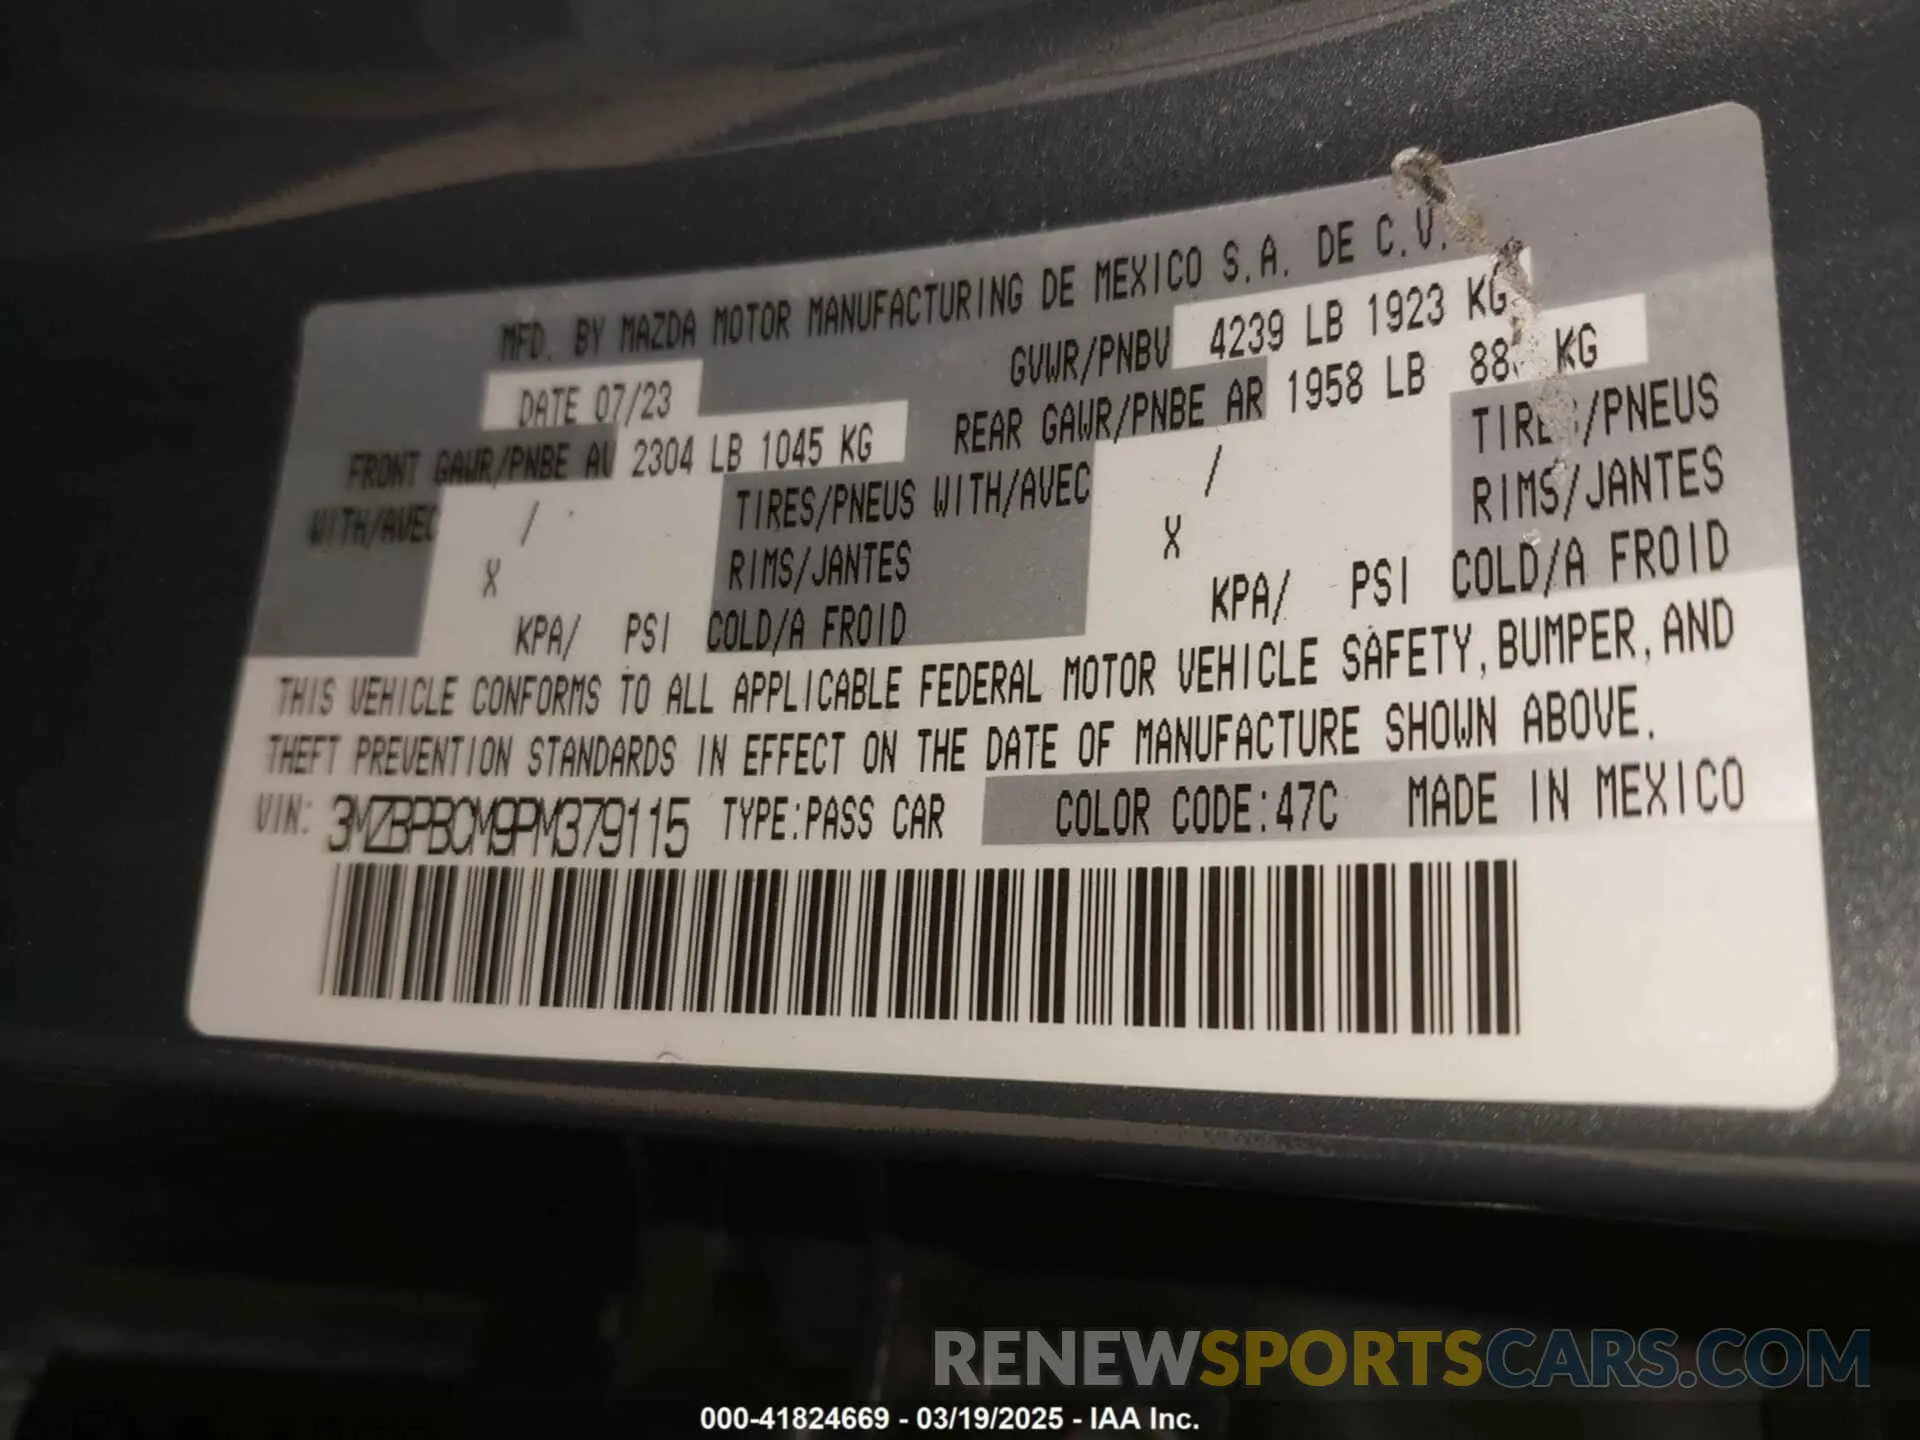 MFD. BY MAZDA MOTOR MANUFACTURING DE MEXICO S.A. DE C.V.
DATE 07/23 GVWR/PNBV 4239 LB 1923 KG
FRONT GAWR/PNBE AV 2304 LB 1045 KG REAR GAWR/PNBE AR 1958 LB KG
WITH/AVEC / TIRES/PNEUS WITH/AVEC / TIRES/PNEUS
X RIMS/JANTES X RIMS/JANTES
KPA/ PSI COLD/A FROID KPA/ PSI COLD/A FROID
THIS VEHICLE CONFORMS TO ALL APPLICABLE FEDERAL MOTOR VEHICLE SAFETY, BUMPER, AND
THEFT PREVENTION STANDARDS IN EFFECT ON THE DATE OF MANUFACTURE SHOWN ABOVE.
VIN: 3MZBPBCM9PM379115 TYPE:PASS CAR COLOR CODE:47C MADE IN MEXICO
RENEWSPORTSCARS.COM
000-41824669 - 03/19/2025 - IAA Inc.